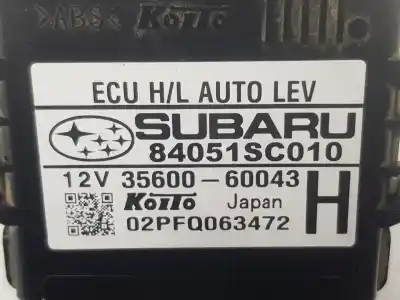 >ABS<
KOITO
ECU H/L AUTO LEV
SUBARU
84051SC010
12V 35600-60043
KOITO Japan H
02PFQ063472